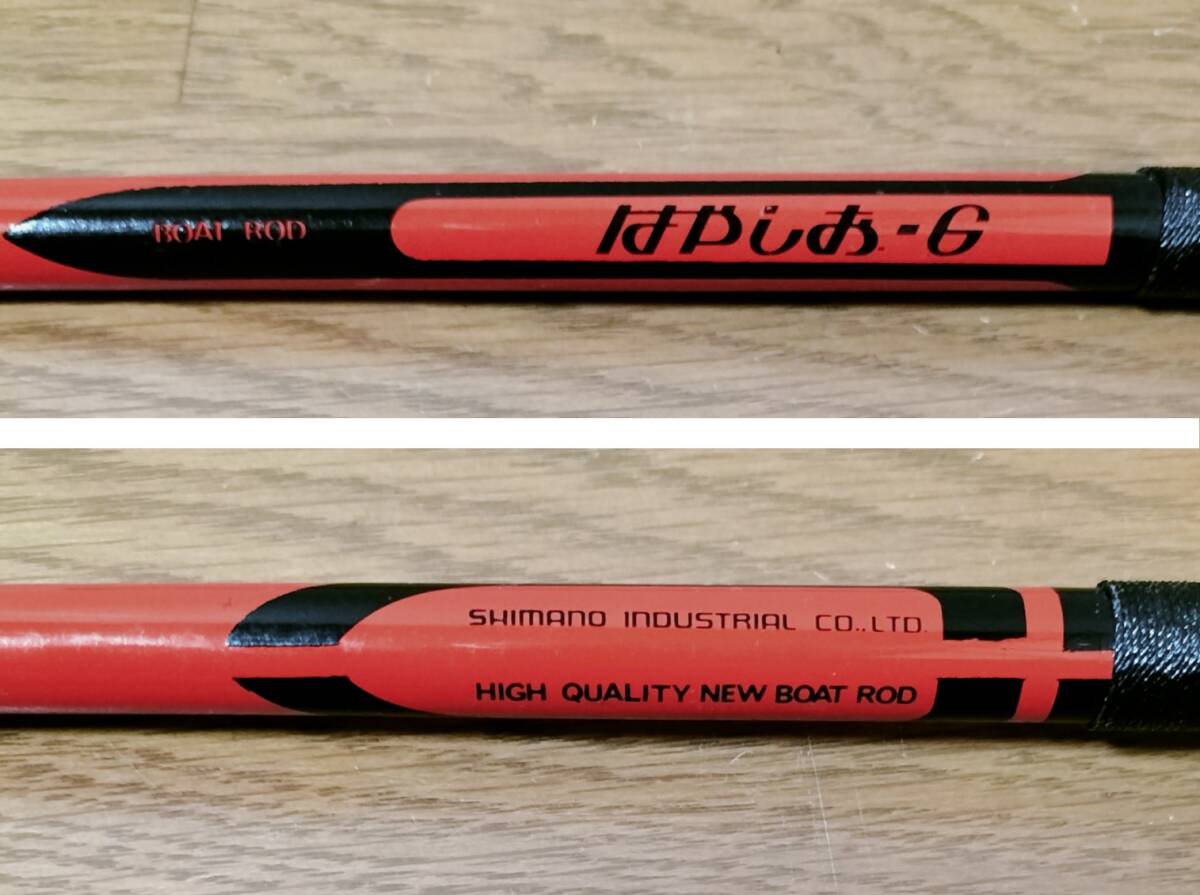 BOAT ROD
はやしお-G
SHIMANO INDUSTRIAL CO.,LTD.
HIGH QUALITY NEW BOAT ROD